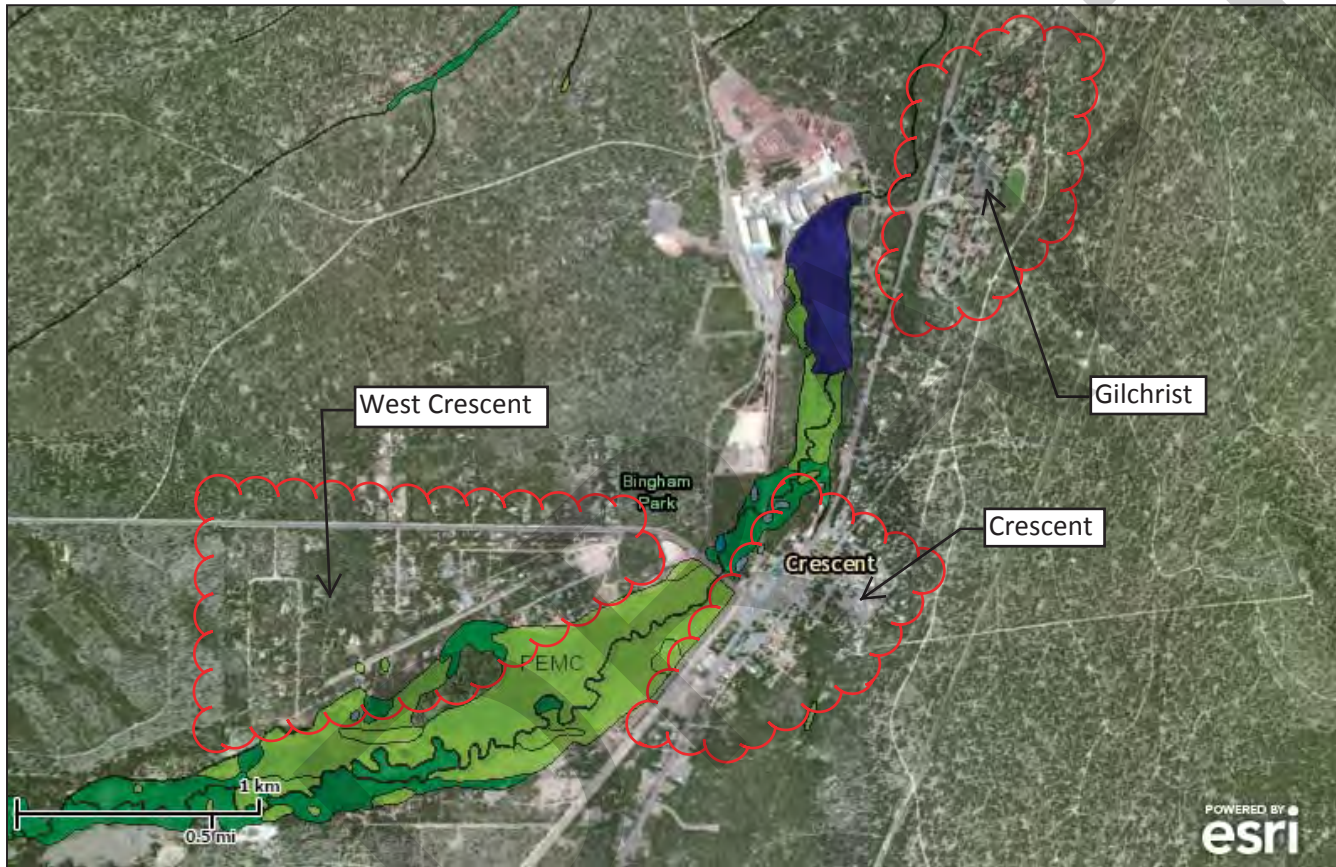 Gilchrist
West Crescent
Bingham
Park
Crescent
Crescent
PEMC
1 km
0.5 mi
POWERED BY
esri